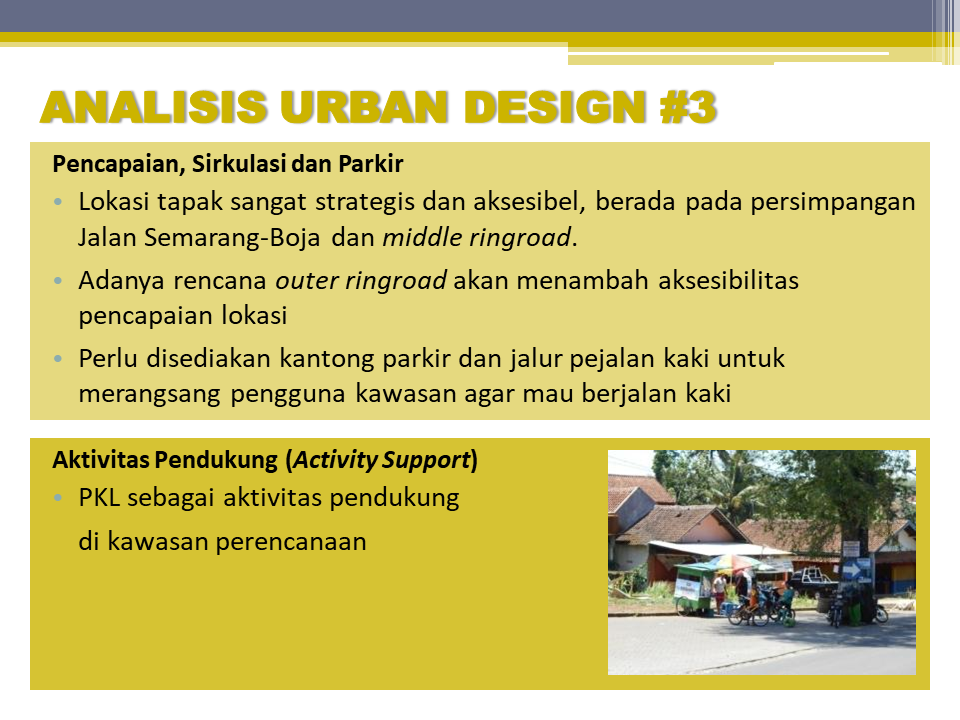 ANALISIS URBAN DESIGN #3
Pencapaian, Sirkulasi dan Parkir
• Lokasi tapak sangat strategis dan aksesibel, berada pada persimpangan
Jalan Semarang-Boja dan middle ringroad.
• Adanya rencana outer ringroad akan menambah aksesibilitas
pencapaian lokasi
• Perlu disediakan kantong parkir dan jalur pejalan kaki untuk
merangsang pengguna kawasan agar mau berjalan kaki
Aktivitas Pendukung (Activity Support)
• PKL sebagai aktivitas pendukung
di kawasan perencanaan